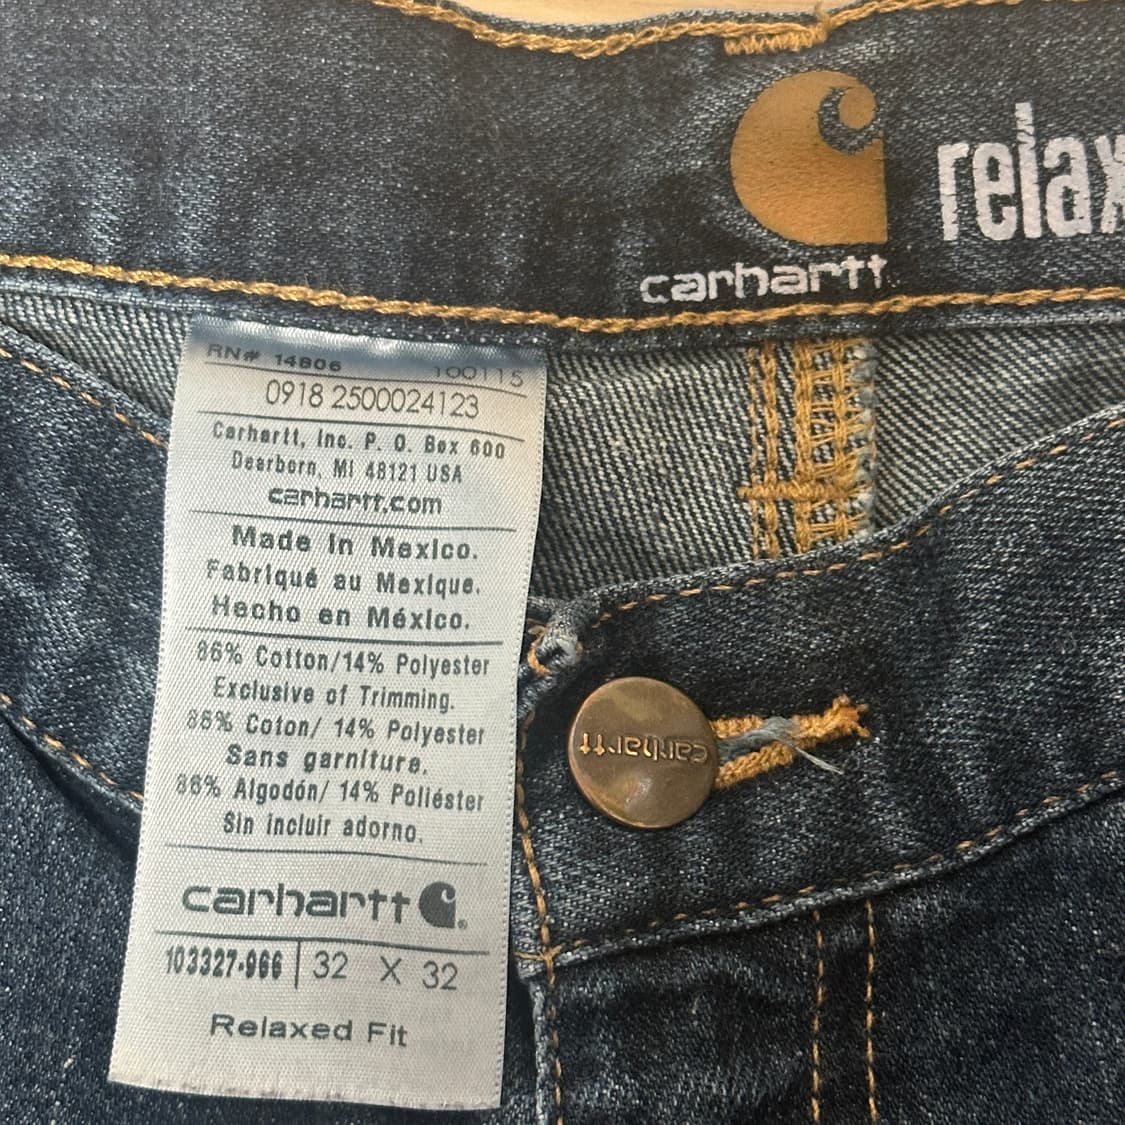 carhartt
relax
RN# 14806 100115
0918 2500024123
Carhartt, Inc. P. O. Box 600
Dearborn, MI 48121 USA
carhartt.com
Made in Mexico.
Fabriqué au Mexique.
Hecho en México.
86% Cotton/14% Polyester
Exclusive of Trimming.
86% Coton/ 14% Polyester
Sans garniture.
86% Algodón/ 14% Poliéster
Sin incluir adorno.
carhartt
103327-966 32 X 32
Relaxed Fit
carhartt